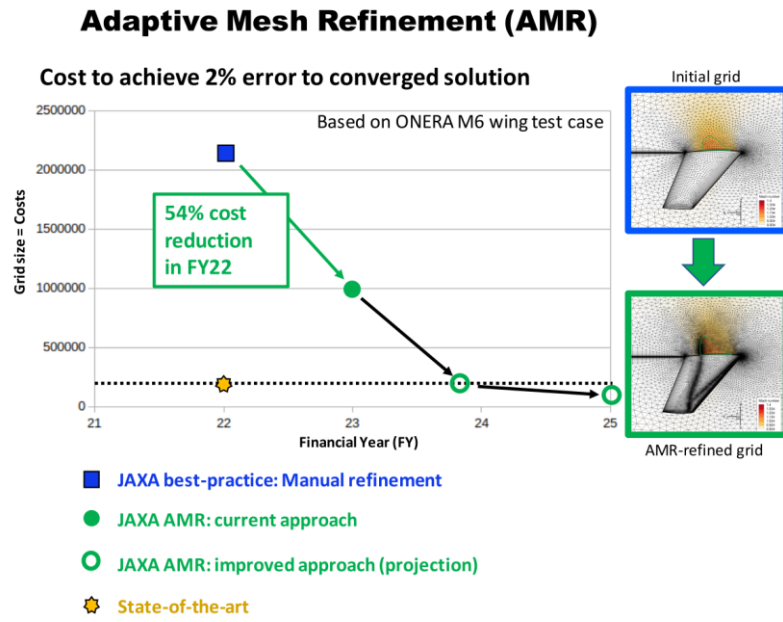 Adaptive Mesh Refinement (AMR)
Cost to achieve 2% error to converged solution
Initial grid
Based on ONERA M6 wing test case
2500000
2000000
1500000
1000000
500000
0
Grid size = Costs
54% cost
reduction
in FY22
21
22
23
24
25
Financial Year (FY)
AMR-refined grid
JAXA best-practice: Manual refinement
JAXA AMR: current approach
JAXA AMR: improved approach (projection)
State-of-the-art